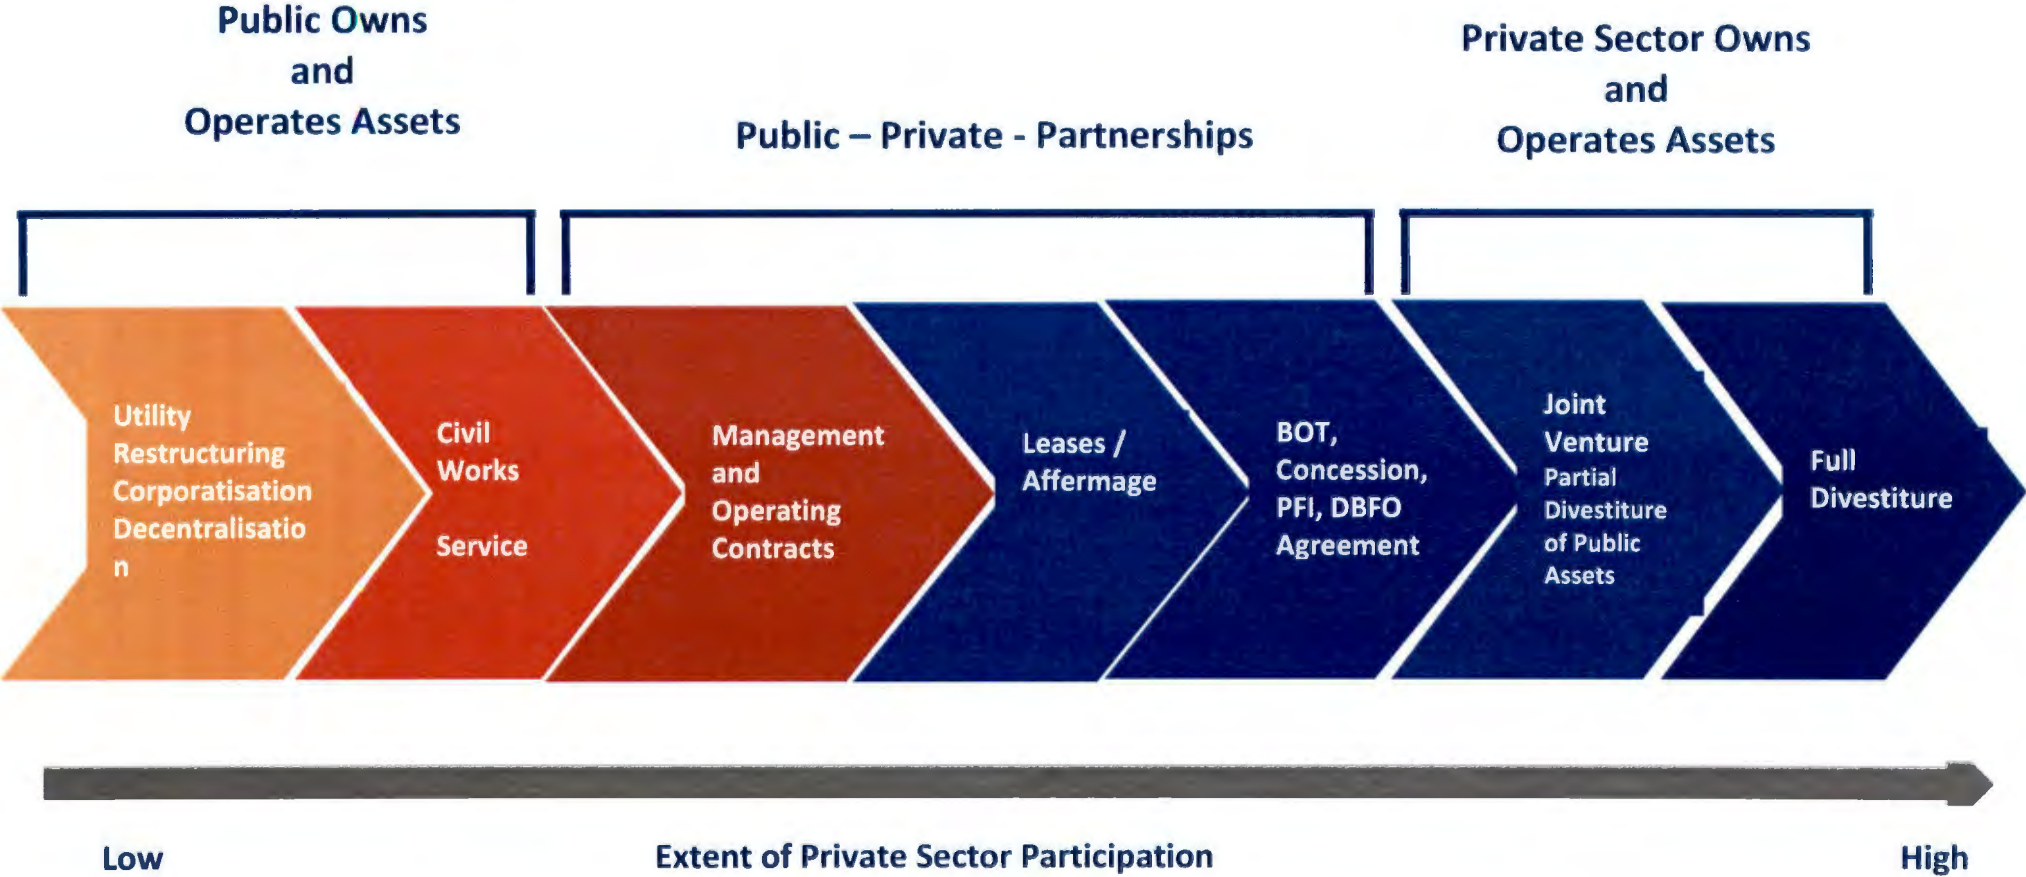 Public Owns
and
Operates Assets
Public – Private - Partnerships
Private Sector Owns
and
Operates Assets
Utility
Restructuring
Corporatisation
Decentralisatio
n
Civil
Works
Service
Management
and
Operating
Contracts
Leases /
Affermage
BOT,
Concession,
PFI, DBFO
Agreement
Joint
Venture
Partial
Divestiture
of Public
Assets
Full
Divestiture
Low
Extent of Private Sector Participation
High